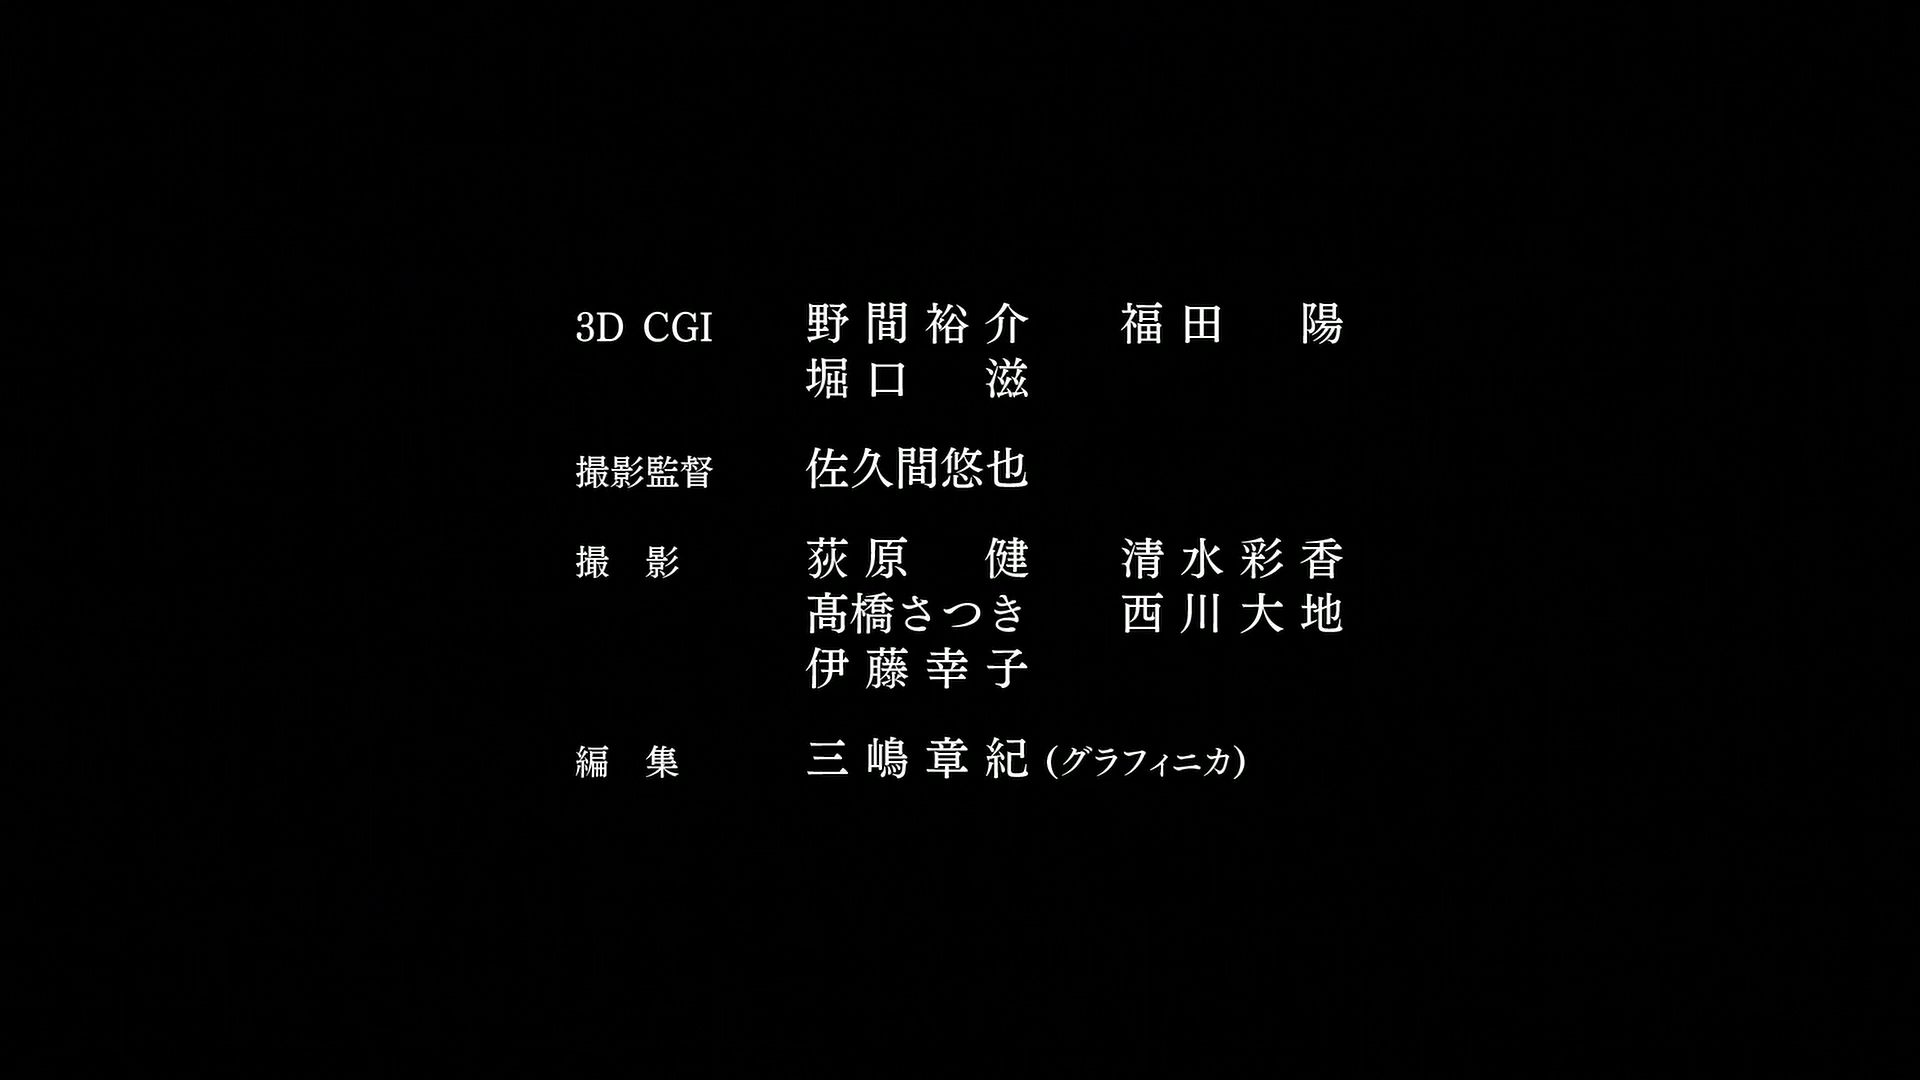 3D CGI 野間裕介 福田 陽
堀口 滋
撮影監督 佐久間悠也
撮 影 荻原 健 清水彩香
髙橋さつき 西川大地
伊藤幸子
編 集 三嶋章紀(グラフィニカ)